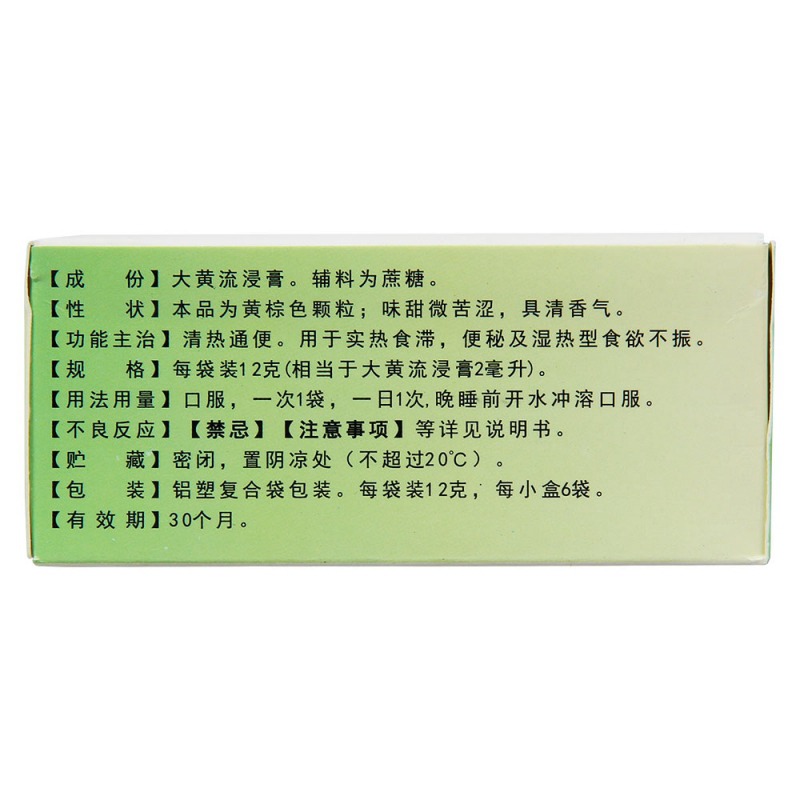 【成　份】大黄流浸膏。辅料为蔗糖。
【性　状】本品为黄棕色颗粒；味甜微苦涩，具清香气。
【功能主治】清热通便。用于实热食滞，便秘及湿热型食欲不振。
【规　格】每袋装12克(相当于大黄流浸膏2毫升)。
【用法用量】口服，一次1袋，一日1次,晚睡前开水冲溶口服。
【不良反应】【禁忌】【注意事项】等详见说明书。
【贮　藏】密闭，置阴凉处（不超过20℃）。
【包　装】铝塑复合袋包装。每袋装12克，每小盒6袋。
【有效期】30个月。